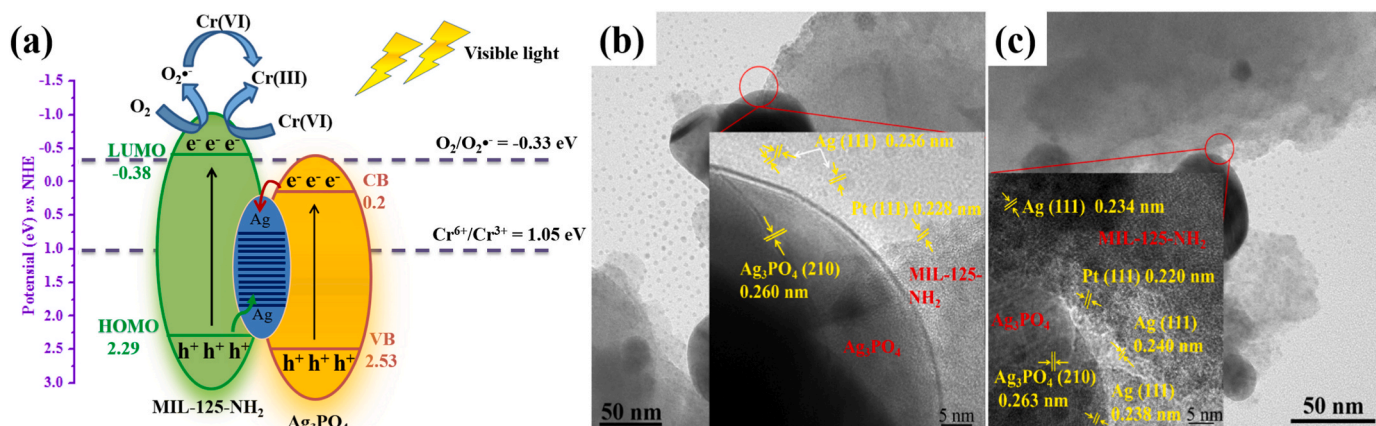 (a)
Cr(VI)
Visible light
O₂•⁻
Cr(III)
O₂
Cr(VI)
Potensial (eV) vs. NHE
-1.5
-1.0
-0.5
0.0
0.5
1.0
1.5
2.0
2.5
3.0
O₂/O₂•⁻ = -0.33 eV
LUMO
-0.38
e⁻ e⁻ e⁻
e⁻ e⁻ e⁻
CB
0.2
Ag
Cr⁶⁺/Cr³⁺ = 1.05 eV
Ag
HOMO
2.29
h⁺ h⁺ h⁺
h⁺ h⁺ h⁺
VB
2.53
MIL-125-NH₂
Ag₃PO₄
(b)
Ag (111) 0.236 nm
Pt (111) 0.228 nm
Ag₃PO₄ (210)
0.260 nm
MIL-125-
NH₂
Ag₃PO₄
50 nm
5 nm
(c)
Ag (111) 0.234 nm
MIL-125-NH₂
Pt (111) 0.220 nm
Ag₃PO₄
Ag (111)
0.240 nm
Ag₃PO₄ (210)
0.263 nm
Ag (111)
0.238 nm
5 nm
50 nm